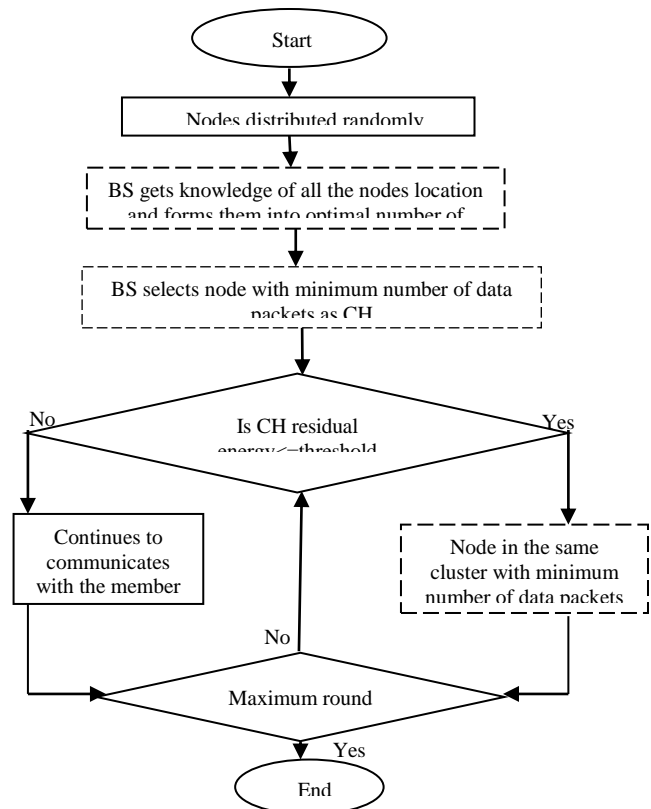 Start
Nodes distributed randomly
BS gets knowledge of all the nodes location
and forms them into optimal number of
BS selects node with minimum number of data
packets as CH
No
Yes
Is CH residual
energy<=threshold
Continues to
communicates
with the member
Node in the same
cluster with minimum
number of data packets
No
Maximum round
Yes
End